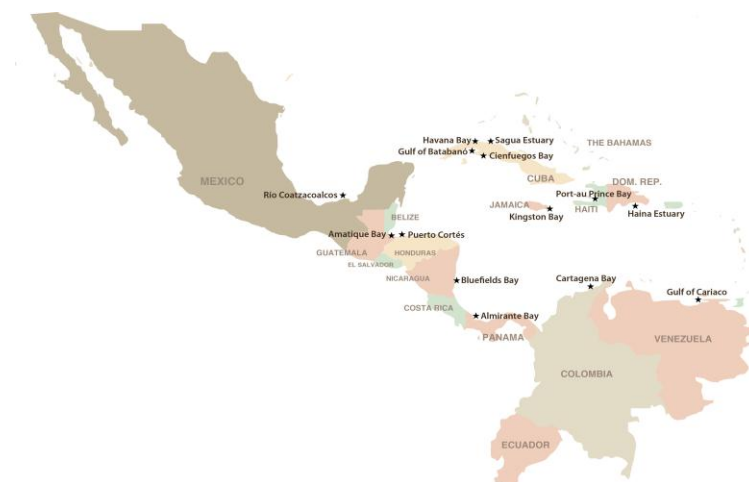 Havana Bay
Sagua Estuary
THE BAHAMAS
Gulf of Batabanó
Cienfuegos Bay
MEXICO
CUBA
DOM. REP.
Port-au Prince Bay
Río Coatzacoalcos
JAMAICA
HAITI
Haina Estuary
BELIZE
Kingston Bay
Amatique Bay
Puerto Cortés
GUATEMALA
HONDURAS
EL SALVADOR
NICARAGUA
Bluefields Bay
Cartagena Bay
Gulf of Cariaco
COSTA RICA
Almirante Bay
PANAMA
VENEZUELA
COLOMBIA
ECUADOR